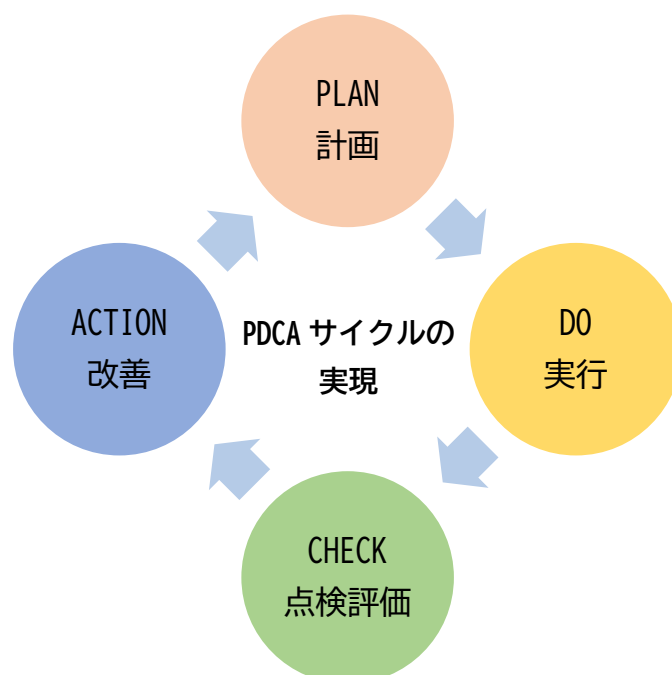 PLAN
計画
ACTION
改善
PDCA サイクルの
実現
DO
実行
CHECK
点検評価